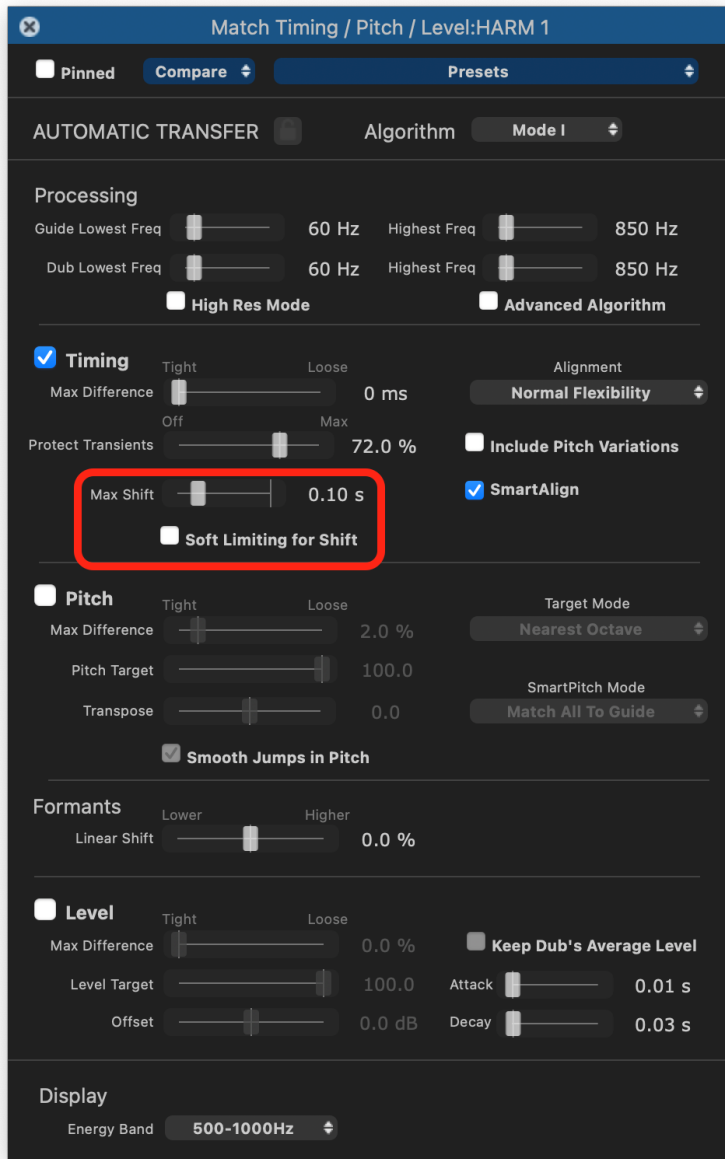 Match Timing / Pitch / Level:HARM 1
Pinned Compare Presets
AUTOMATIC TRANSFER Algorithm Mode I
Processing
Guide Lowest Freq 60 Hz Highest Freq 850 Hz
Dub Lowest Freq 60 Hz Highest Freq 850 Hz
High Res Mode Advanced Algorithm
Timing Tight Loose Alignment
Max Difference 0 ms Normal Flexibility
Off Max
Protect Transients 72.0 % Include Pitch Variations
Max Shift 0.10 s SmartAlign
Soft Limiting for Shift
Pitch Tight Loose Target Mode
Max Difference 2.0 % Nearest Octave
Pitch Target 100.0
SmartPitch Mode
Transpose 0.0 Match All To Guide
Smooth Jumps in Pitch
Formants Lower Higher
Linear Shift 0.0 %
Level Tight Loose
Max Difference 0.0 % Keep Dub's Average Level
Level Target 100.0 Attack 0.01 s
Offset 0.0 dB Decay 0.03 s
Display
Energy Band 500-1000Hz